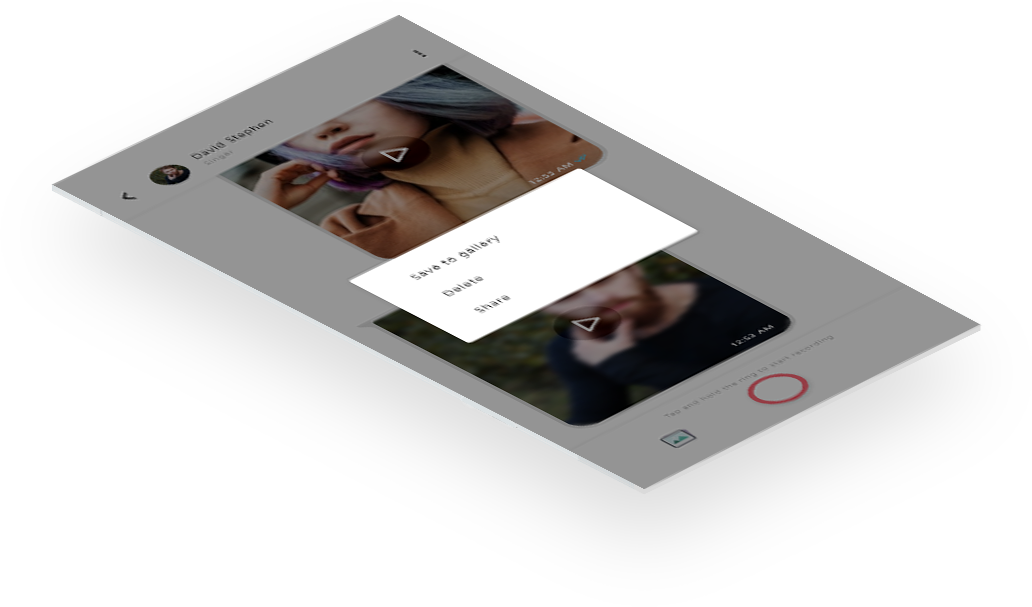 David Stephen
Singer
12:53 AM
Save to gallery
Delete
Share
12:53 AM
Tap and hold the ring to start recording